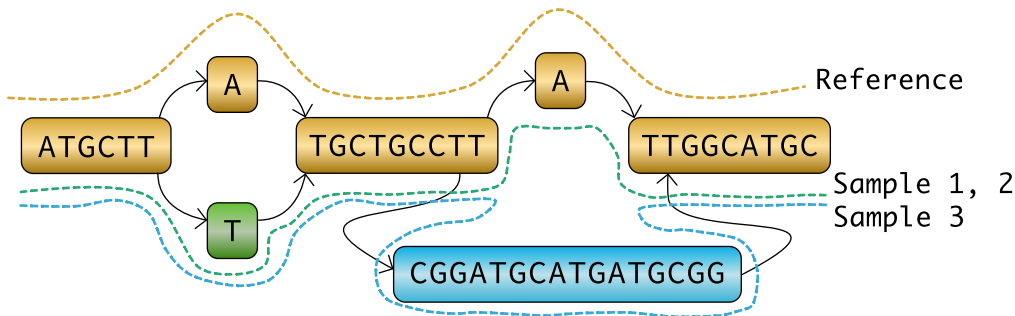 A
A
Reference
ATGCTT
TGCTGCCTT
TTGGCATGC
Sample 1, 2
Sample 3
T
CGGATGCATGATGCGG